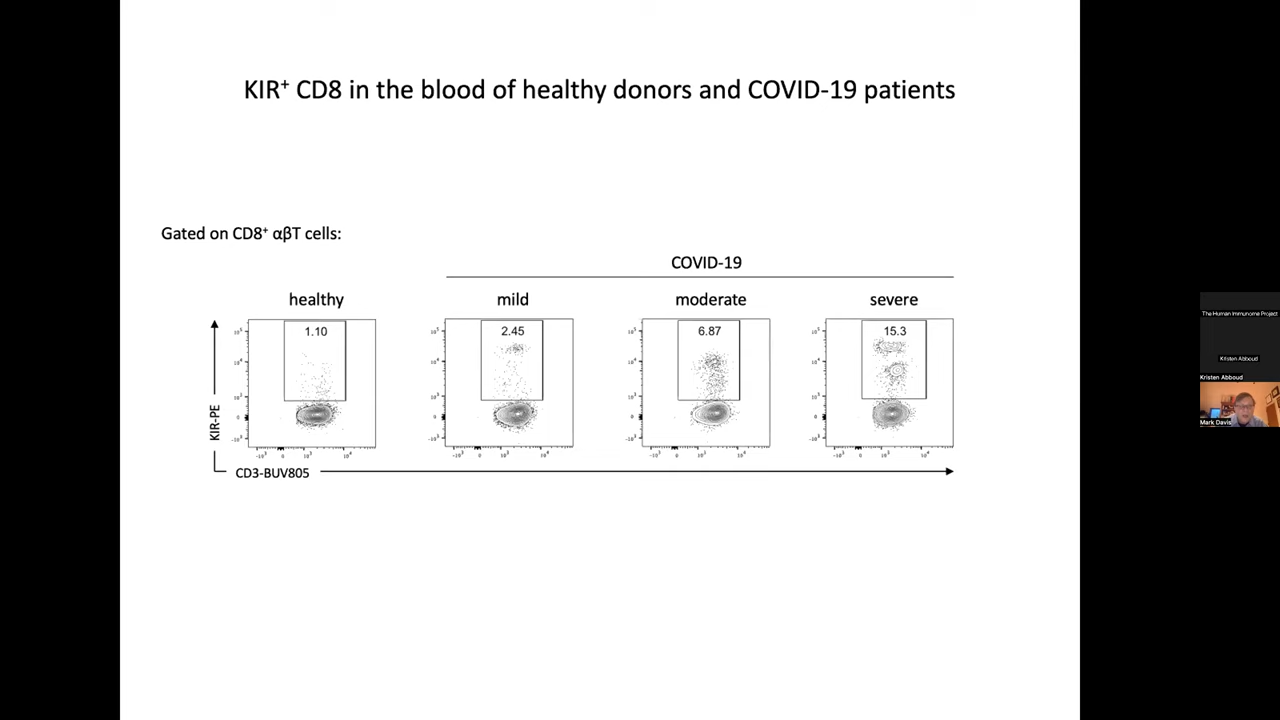 KIR⁺ CD8 in the blood of healthy donors and COVID-19 patients
Gated on CD8⁺ αβT cells:
COVID-19
healthy
mild
moderate
severe
1.10
2.45
6.87
15.3
KIR-PE
CD3-BUV805
The Human Immunome Project
Kristen Abboud
Kristen Abboud
Mark Davis